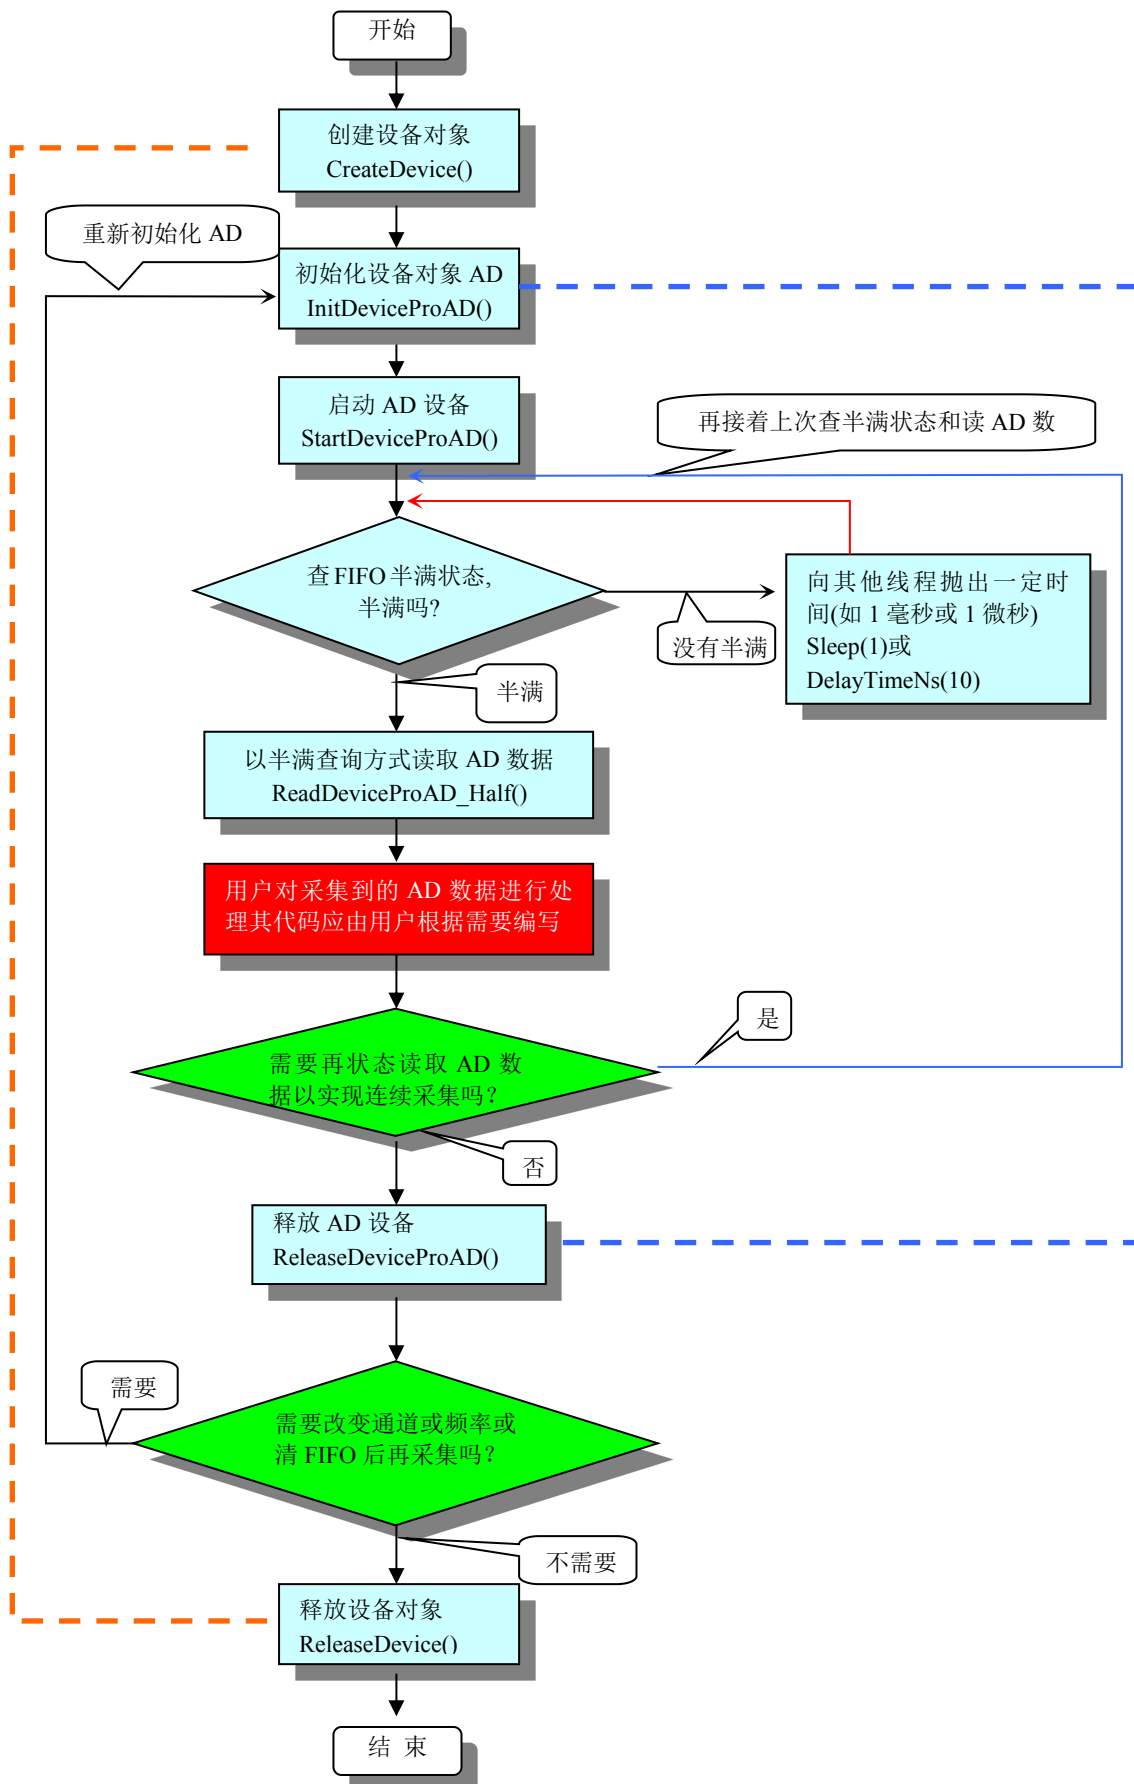 开始
创建设备对象
CreateDevice()
重新初始化 AD
初始化设备对象 AD
InitDeviceProAD()
启动 AD 设备
StartDeviceProAD()
再接着上次查半满状态和读 AD 数
查 FIFO 半满状态,
半满吗?
没有半满
向其他线程抛出一定时
间(如 1 毫秒或 1 微秒)
Sleep(1)或
DelayTimeNs(10)
半满
以半满查询方式读取 AD 数据
ReadDeviceProAD_Half()
用户对采集到的 AD 数据进行处
理其代码应由用户根据需要编写
是
需要再状态读取 AD 数
据以实现连续采集吗?
否
释放 AD 设备
ReleaseDeviceProAD()
需要
需要改变通道或频率或
清 FIFO 后再采集吗?
不需要
释放设备对象
ReleaseDevice()
结 束